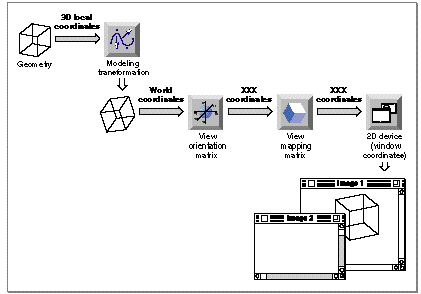 3D local
coordinates
Geometry
Modeling
transformation
World
coordinates
XXX
coordinates
XXX
coordinates
View
orientation
matrix
View
mapping
matrix
2D device
(window
coordinates)
Image 1
Image 2